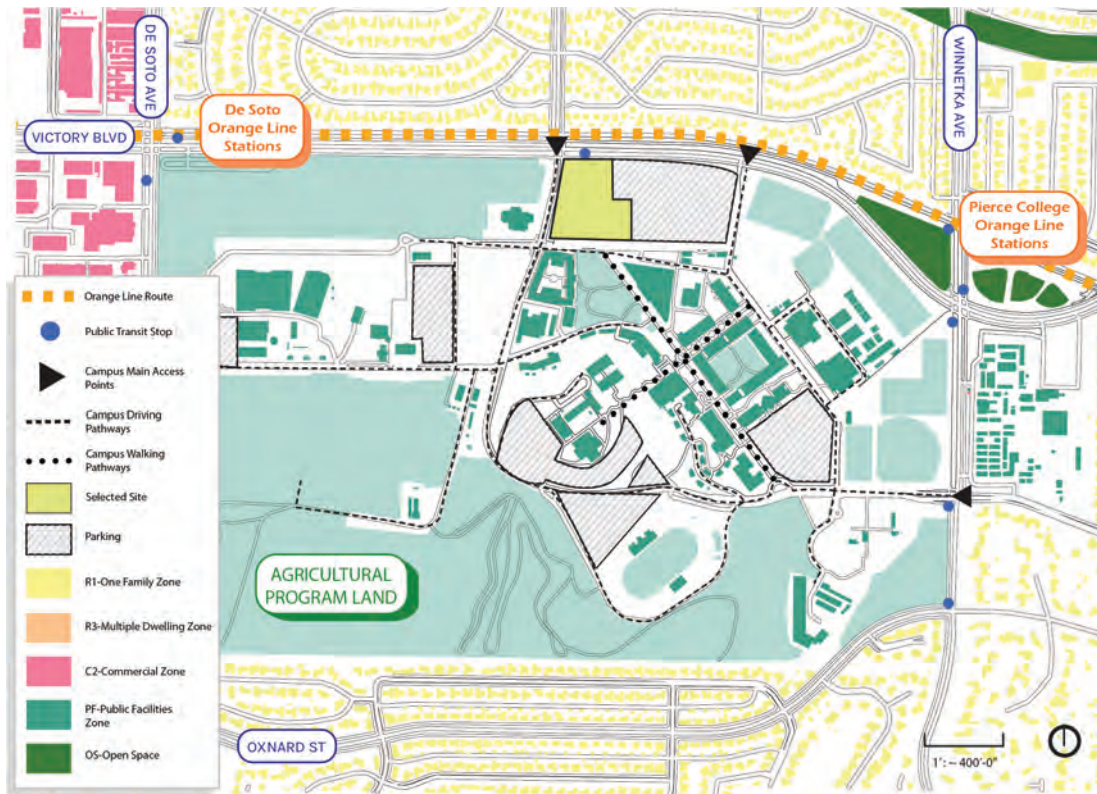 DE SOTO AVE
WINNETKA AVE
VICTORY BLVD
De Soto
Orange Line
Stations
Pierce College
Orange Line
Stations
Orange Line Route
Public Transit Stop
Campus Main Access
Points
Campus Driving
Pathways
Campus Walking
Pathways
Selected Site
Parking
R1-One Family Zone
R3-Multiple Dwelling Zone
C2-Commercial Zone
PF-Public Facilities
Zone
OS-Open Space
AGRICULTURAL
PROGRAM LAND
OXNARD ST
1': ~ 400'-0"